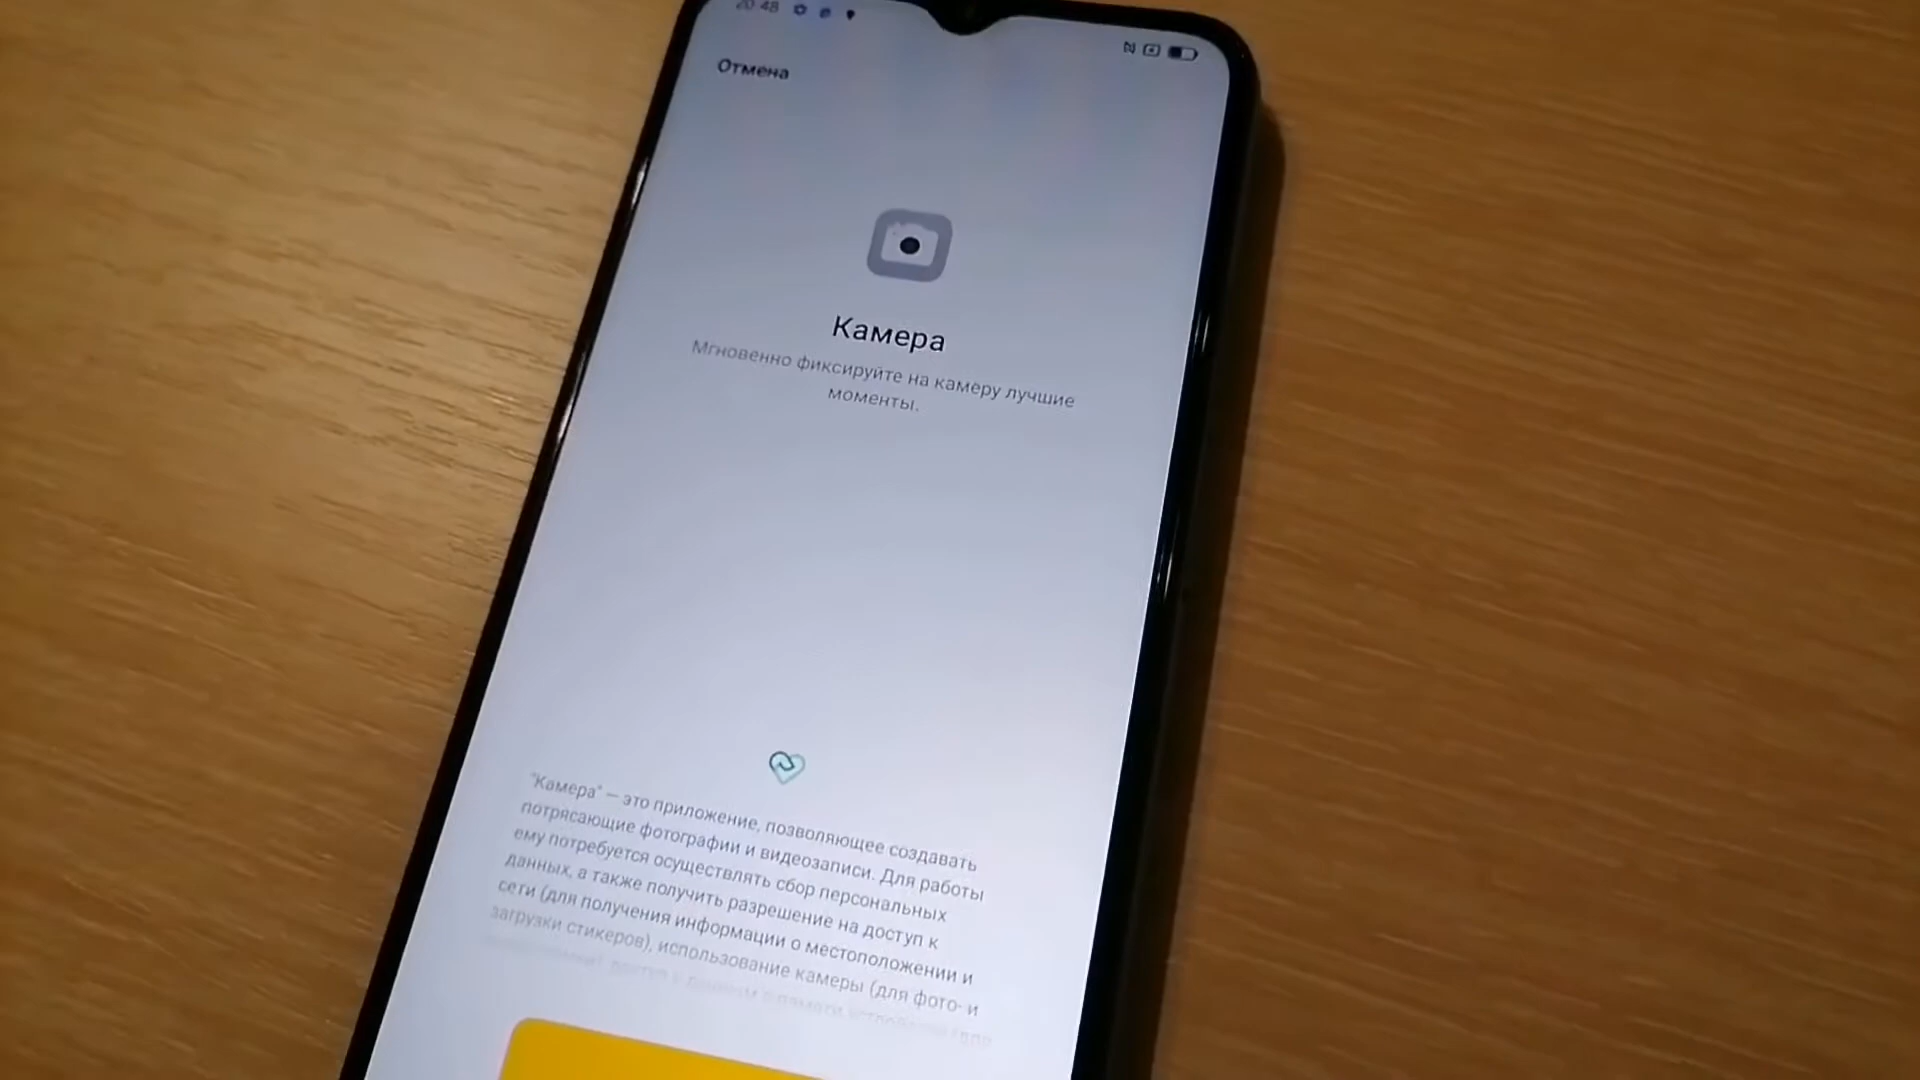 20 48
Отмена
Камера
Мгновенно фиксируйте на камеру лучшие
моменты.
"Камера" — это приложение, позволяющее создавать
потрясающие фотографии и видеозаписи. Для работы
ему потребуется осуществлять сбор персональных
данных, а также получить разрешение на доступ к
сети (для получения информации о местоположении и
загрузки стикеров), использование камеры (для фото- и